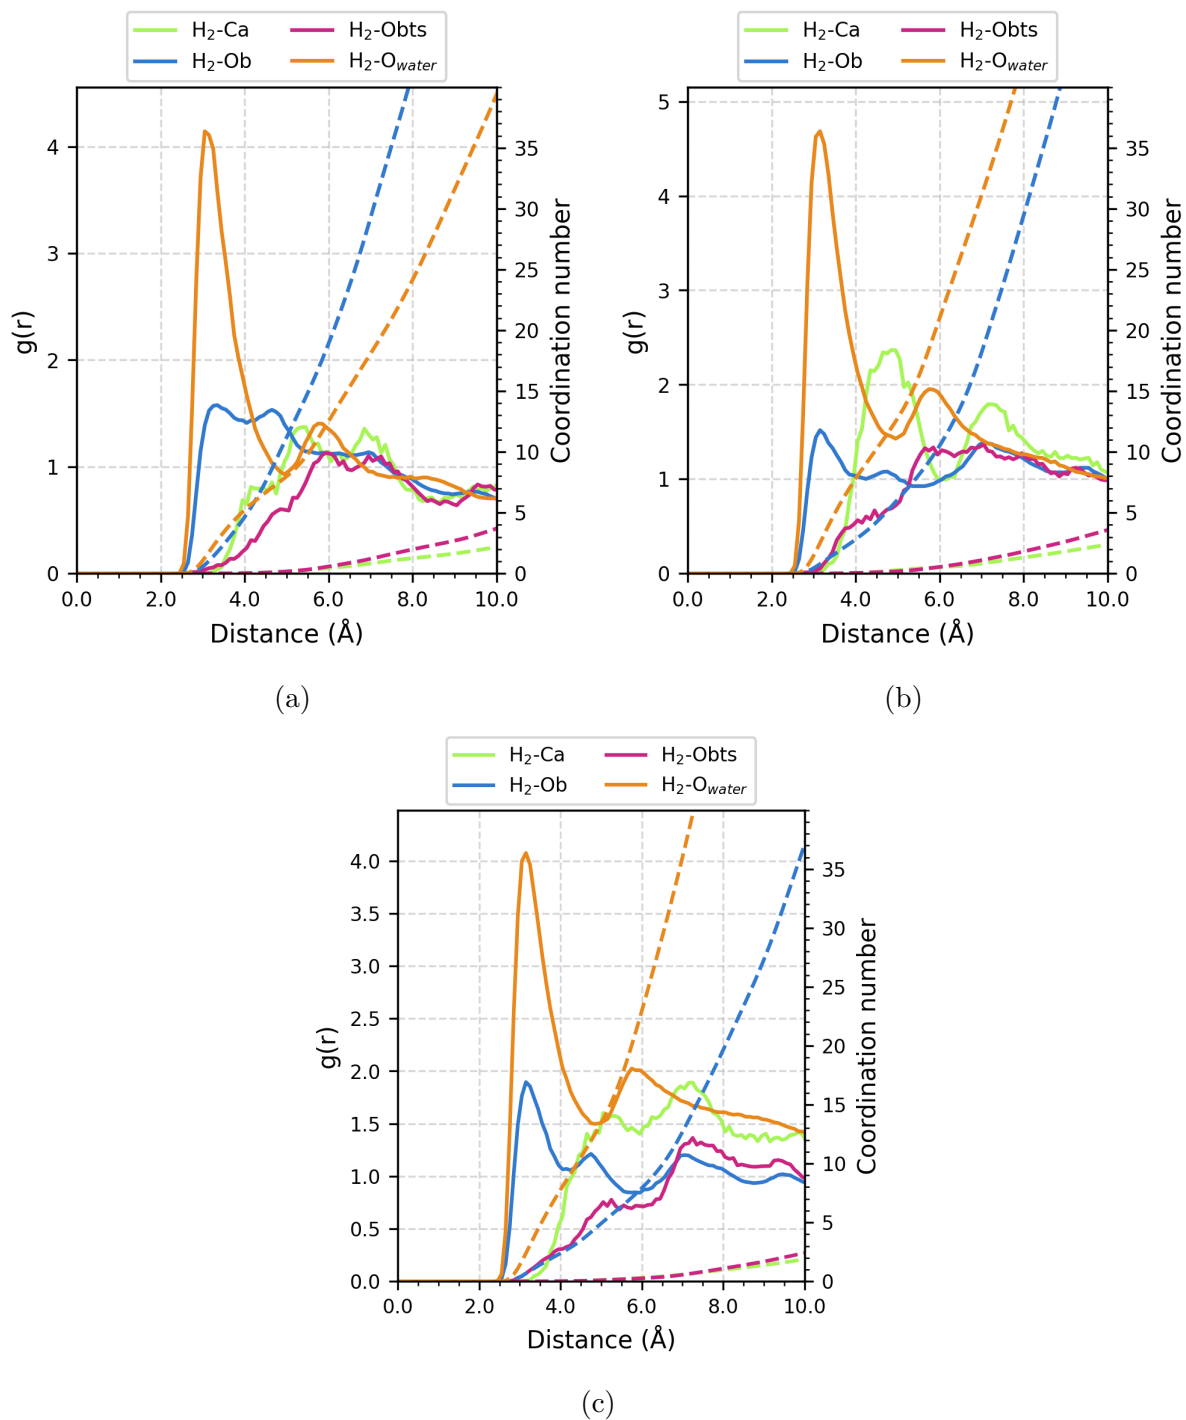 H₂-Ca H₂-Obts
H₂-Ob H₂-O_water
g(r)
4
3
2
1
0
35
30
25
20
15
10
5
0
Coordination number
0.0 2.0 4.0 6.0 8.0 10.0
Distance (Å)
(a)
H₂-Ca H₂-Obts
H₂-Ob H₂-O_water
g(r)
5
4
3
2
1
0
35
30
25
20
15
10
5
0
Coordination number
0.0 2.0 4.0 6.0 8.0 10.0
Distance (Å)
(b)
H₂-Ca H₂-Obts
H₂-Ob H₂-O_water
g(r)
4.0
3.5
3.0
2.5
2.0
1.5
1.0
0.5
0.0
35
30
25
20
15
10
5
0
Coordination number
0.0 2.0 4.0 6.0 8.0 10.0
Distance (Å)
(c)